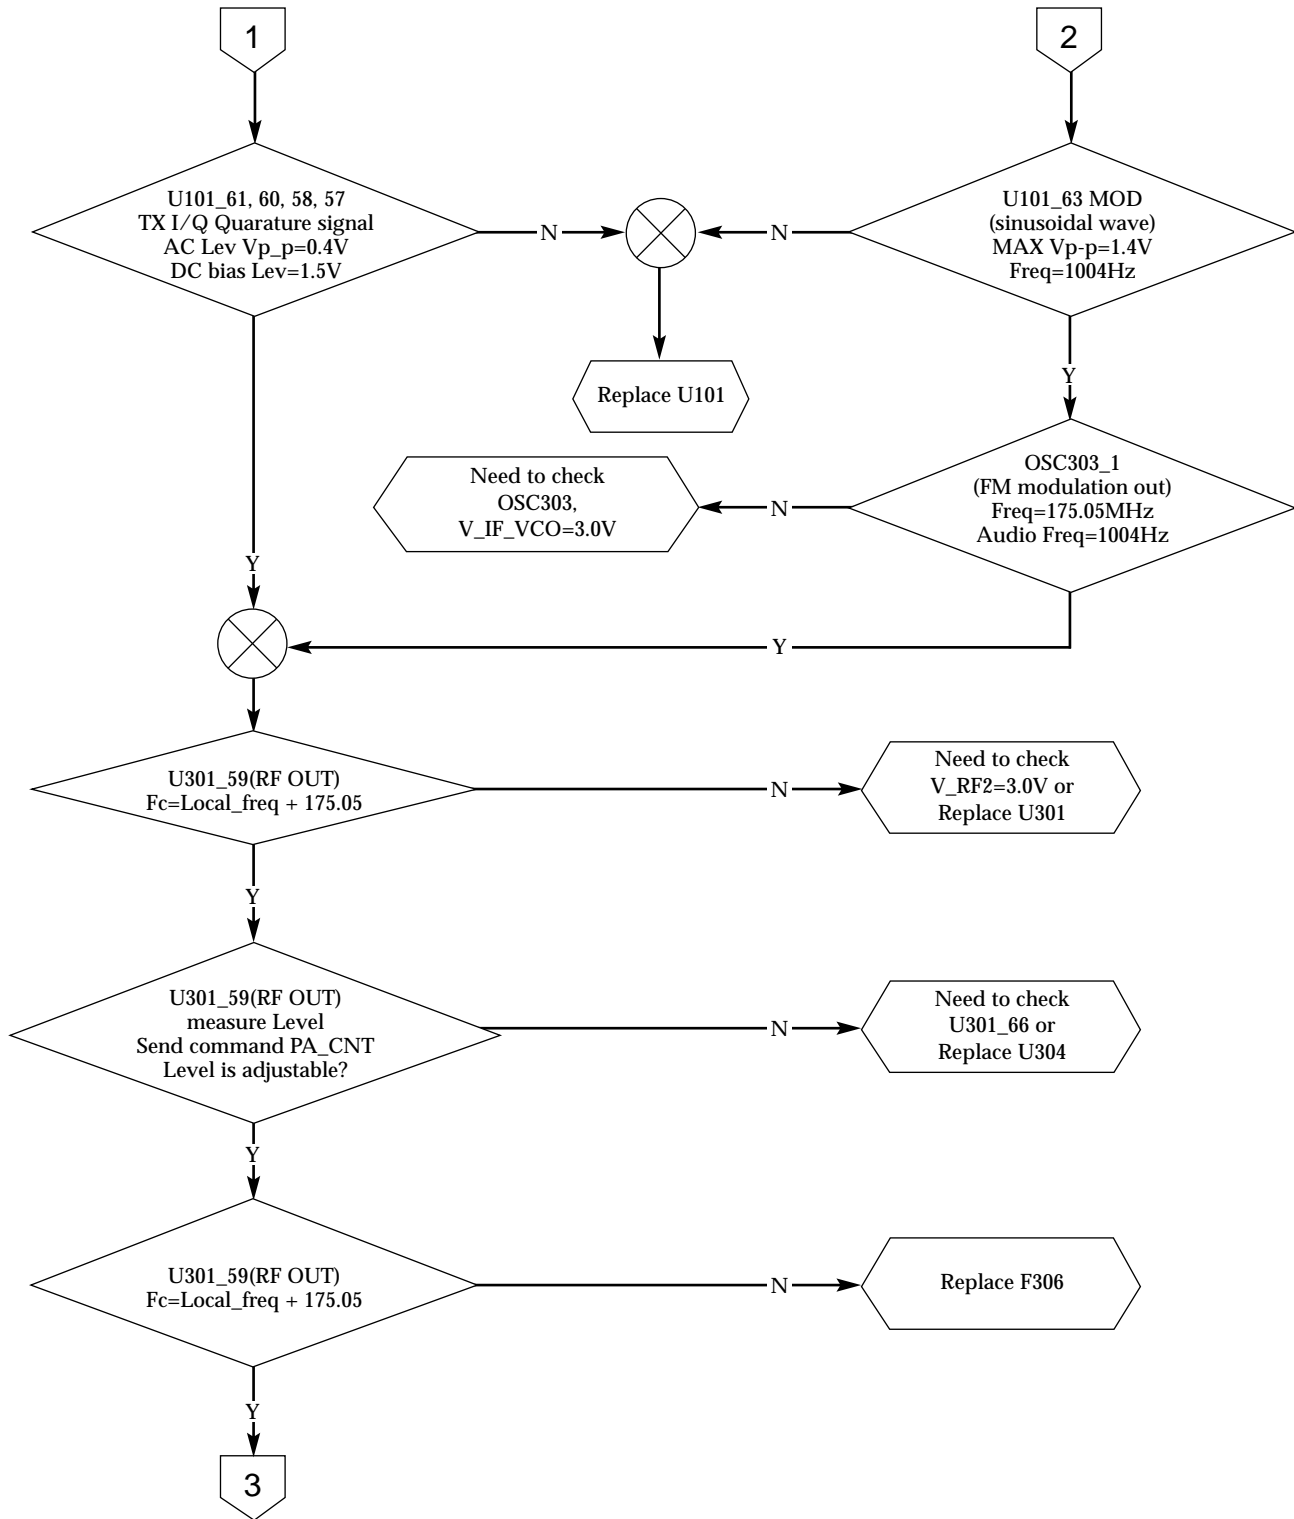 1
2
U101_61, 60, 58, 57
TX I/Q Quarature signal
AC Lev Vp_p=0.4V
DC bias Lev=1.5V
N
N
U101_63 MOD
(sinusoidal wave)
MAX Vp-p=1.4V
Freq=1004Hz
Replace U101
Y
Need to check
OSC303,
V_IF_VCO=3.0V
N
OSC303_1
(FM modulation out)
Freq=175.05MHz
Audio Freq=1004Hz
Y
Y
U301_59(RF OUT)
Fc=Local_freq + 175.05
N
Need to check
V_RF2=3.0V or
Replace U301
Y
U301_59(RF OUT)
measure Level
Send command PA_CNT
Level is adjustable?
N
Need to check
U301_66 or
Replace U304
Y
U301_59(RF OUT)
Fc=Local_freq + 175.05
N
Replace F306
Y
3